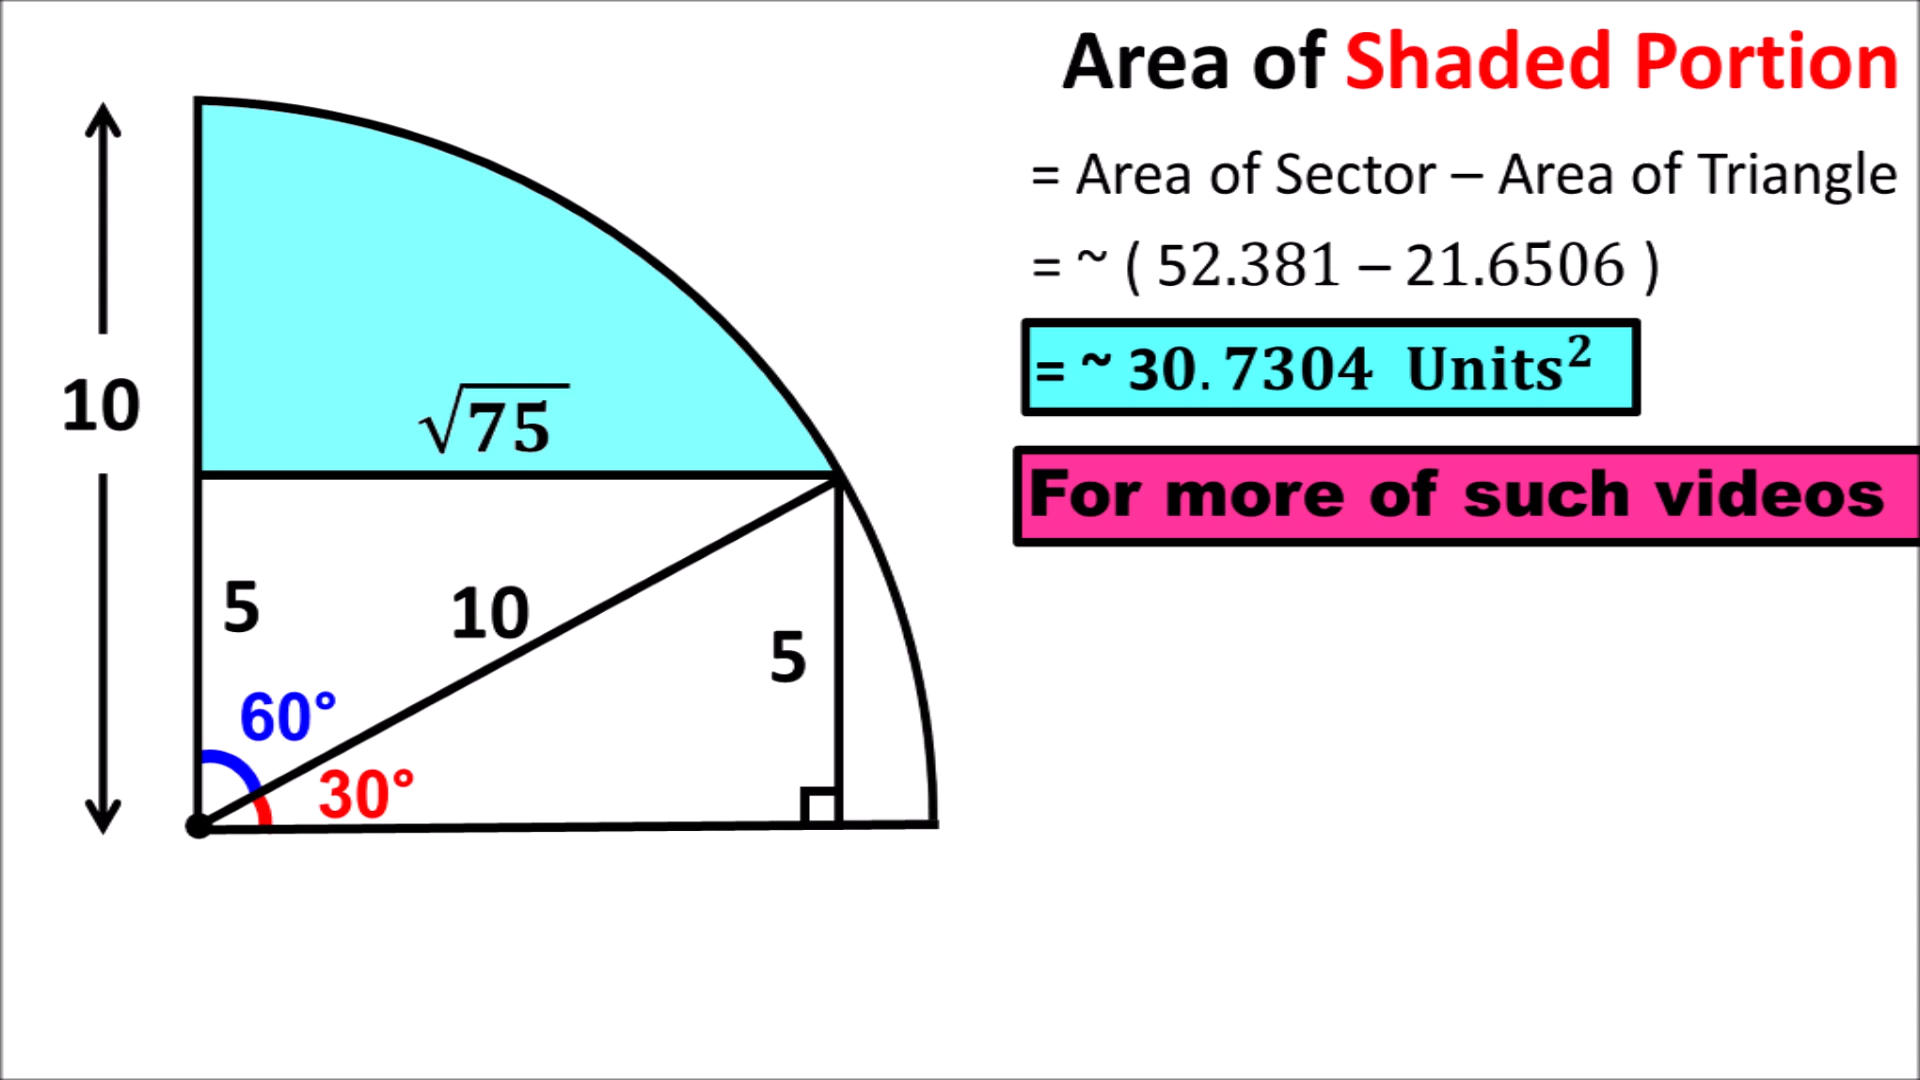 Area of Shaded Portion
= Area of Sector – Area of Triangle
= ~ ( 52.381 – 21.6506 )
= ~ 30.7304 Units²
For more of such videos
10
√75
5
10
5
60°
30°